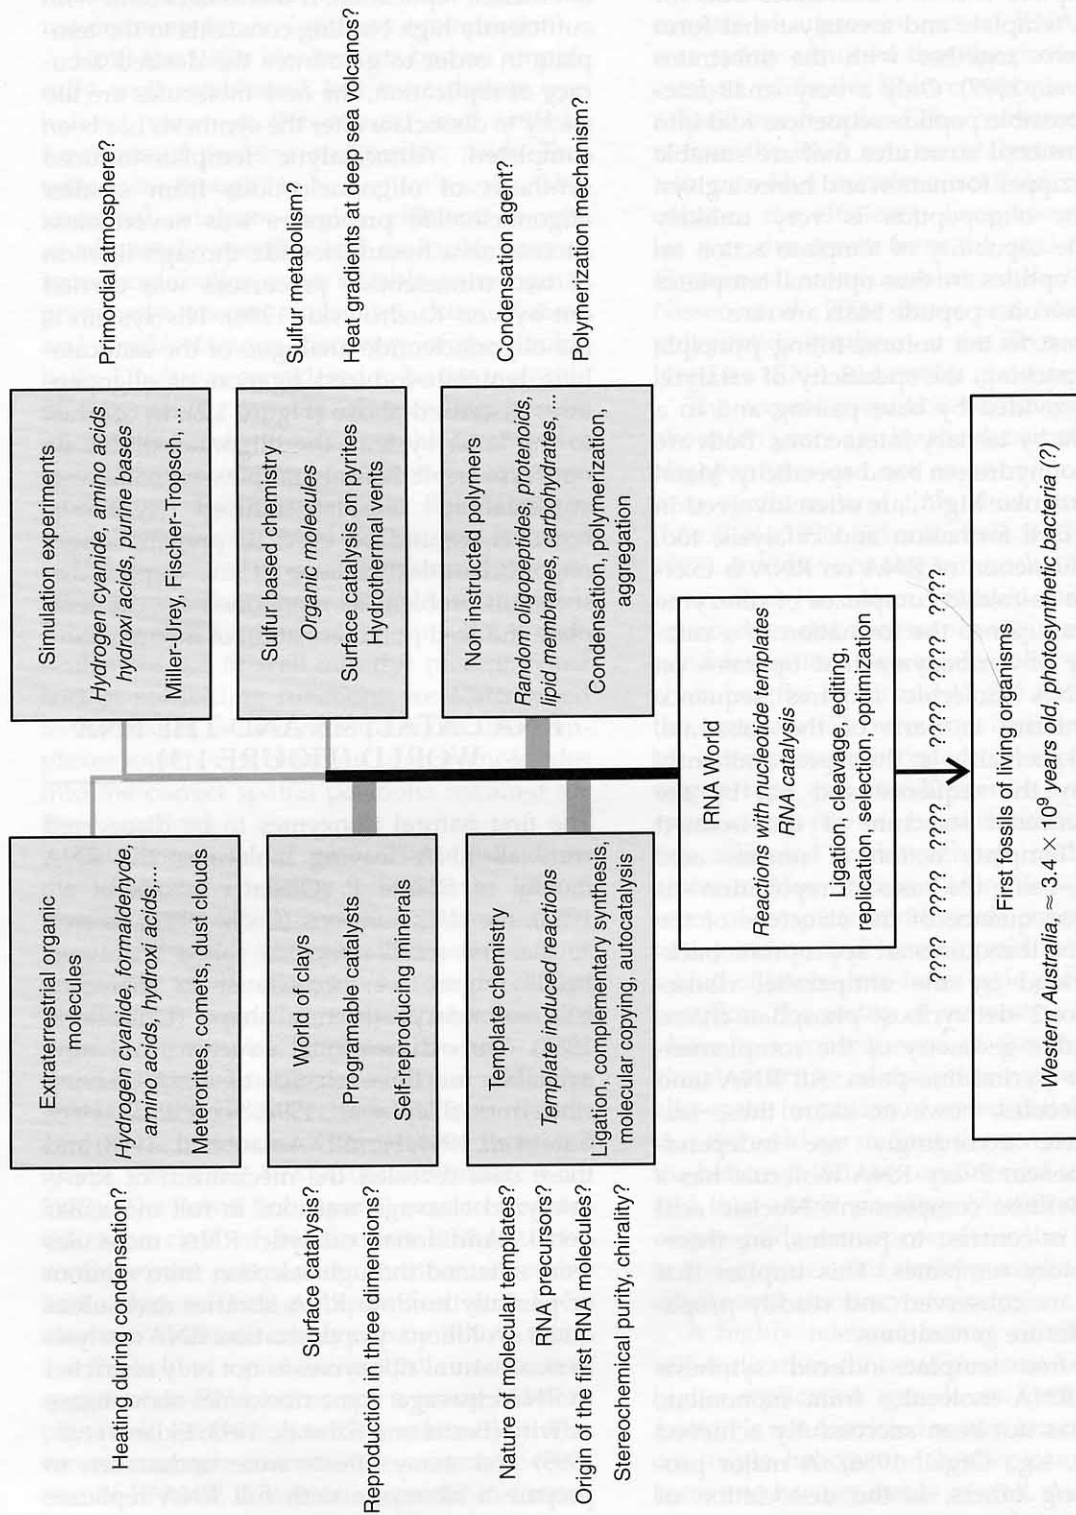 Heating during condensation?
Extraterrestrial organic
molecules
Hydrogen cyanide, formaldehyde,
amino acids, hydroxi acids,...
Meterorites, comets, dust clouds
Simulation experiments
Hydrogen cyanide, amino acids
hydroxi acids, purine bases
Miller-Urey, Fischer-Tropsch, ...
Primordial atmosphere?
Surface catalysis?
Reproduction in three dimensions?
World of clays
Programable catalysts
Self-reproducing minerals
Sulfur based chemistry
Organic molecules
Surface catalysis on pyrites
Hydrothermal vents
Sulfur metabolism?
Heat gradients at deep sea volcanos?
Nature of molecular templates?
RNA precursors?
Origin of the first RNA molecules?
Stereochemical purity, chirality?
Template chemistry
Template induced reactions
Ligation, complementary synthesis,
molecular copying, autocatalysis
Non instructed polymers
Random oligopeptides, protenoids,
lipid membranes, carbohydrates,...
Condensation, polymerization,
aggregation
Condensation agent?
Polymerization mechanism?
RNA World
Reactions with nucleotide templates
RNA catalysis
Ligation, cleavage, editing,
replication, selection, optimization
????? ????? ????? ????? ????? ?????
First fossils of living organisms
Western Australia, ≈3.4 × 10⁹ years old, photosynthetic bacteria (?)